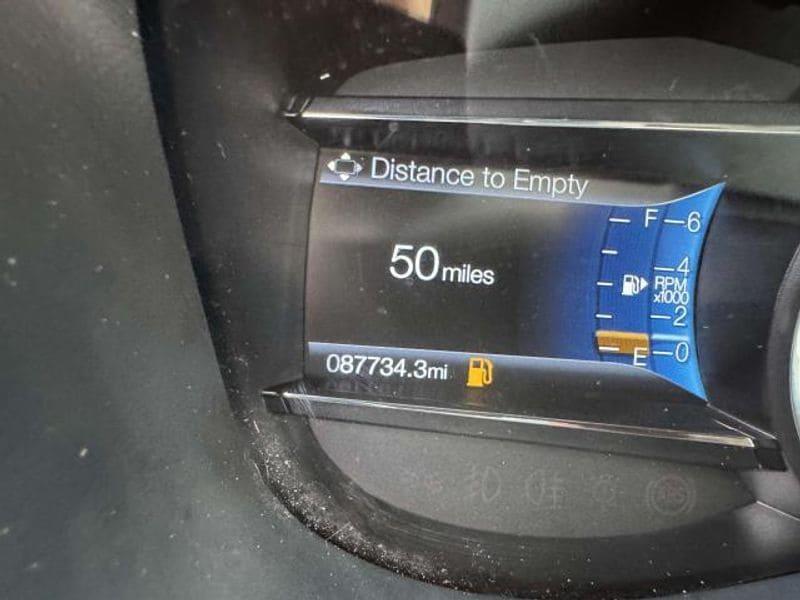 Distance to Empty
50 miles
F 6
4
RPM
x1000
2
E 0
087734.3mi